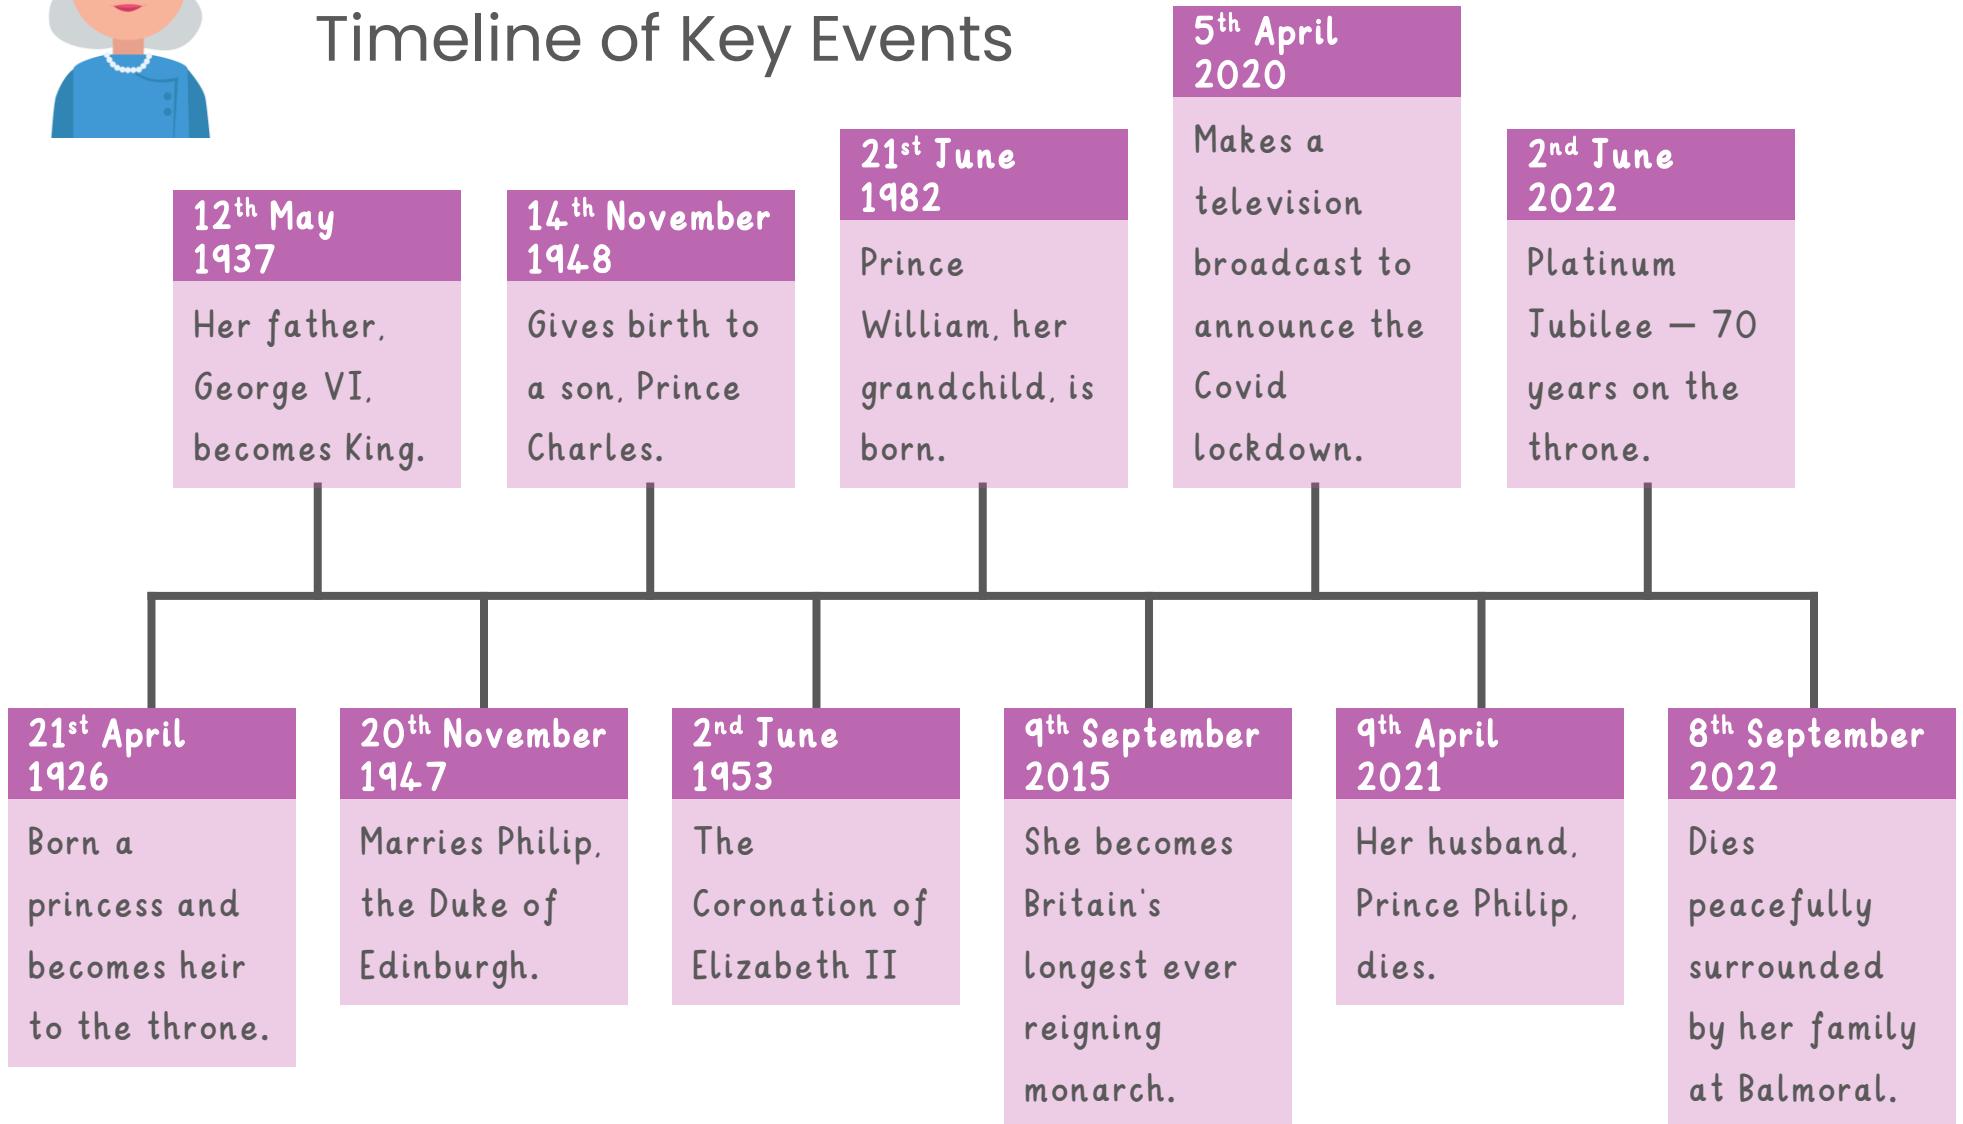 Timeline of Key Events
5th April
2020
Makes a
television
broadcast to
announce the
Covid
lockdown.
21st June
1982
Prince
William, her
grandchild, is
born.
2nd June
2022
Platinum
Jubilee – 70
years on the
throne.
12th May
1937
Her father,
George VI,
becomes King.
14th November
1948
Gives birth to
a son, Prince
Charles.
21st April
1926
Born a
princess and
becomes heir
to the throne.
20th November
1947
Marries Philip,
the Duke of
Edinburgh.
2nd June
1953
The
Coronation of
Elizabeth II
9th September
2015
She becomes
Britain's
longest ever
reigning
monarch.
9th April
2021
Her husband,
Prince Philip,
dies.
8th September
2022
Dies
peacefully
surrounded
by her family
at Balmoral.